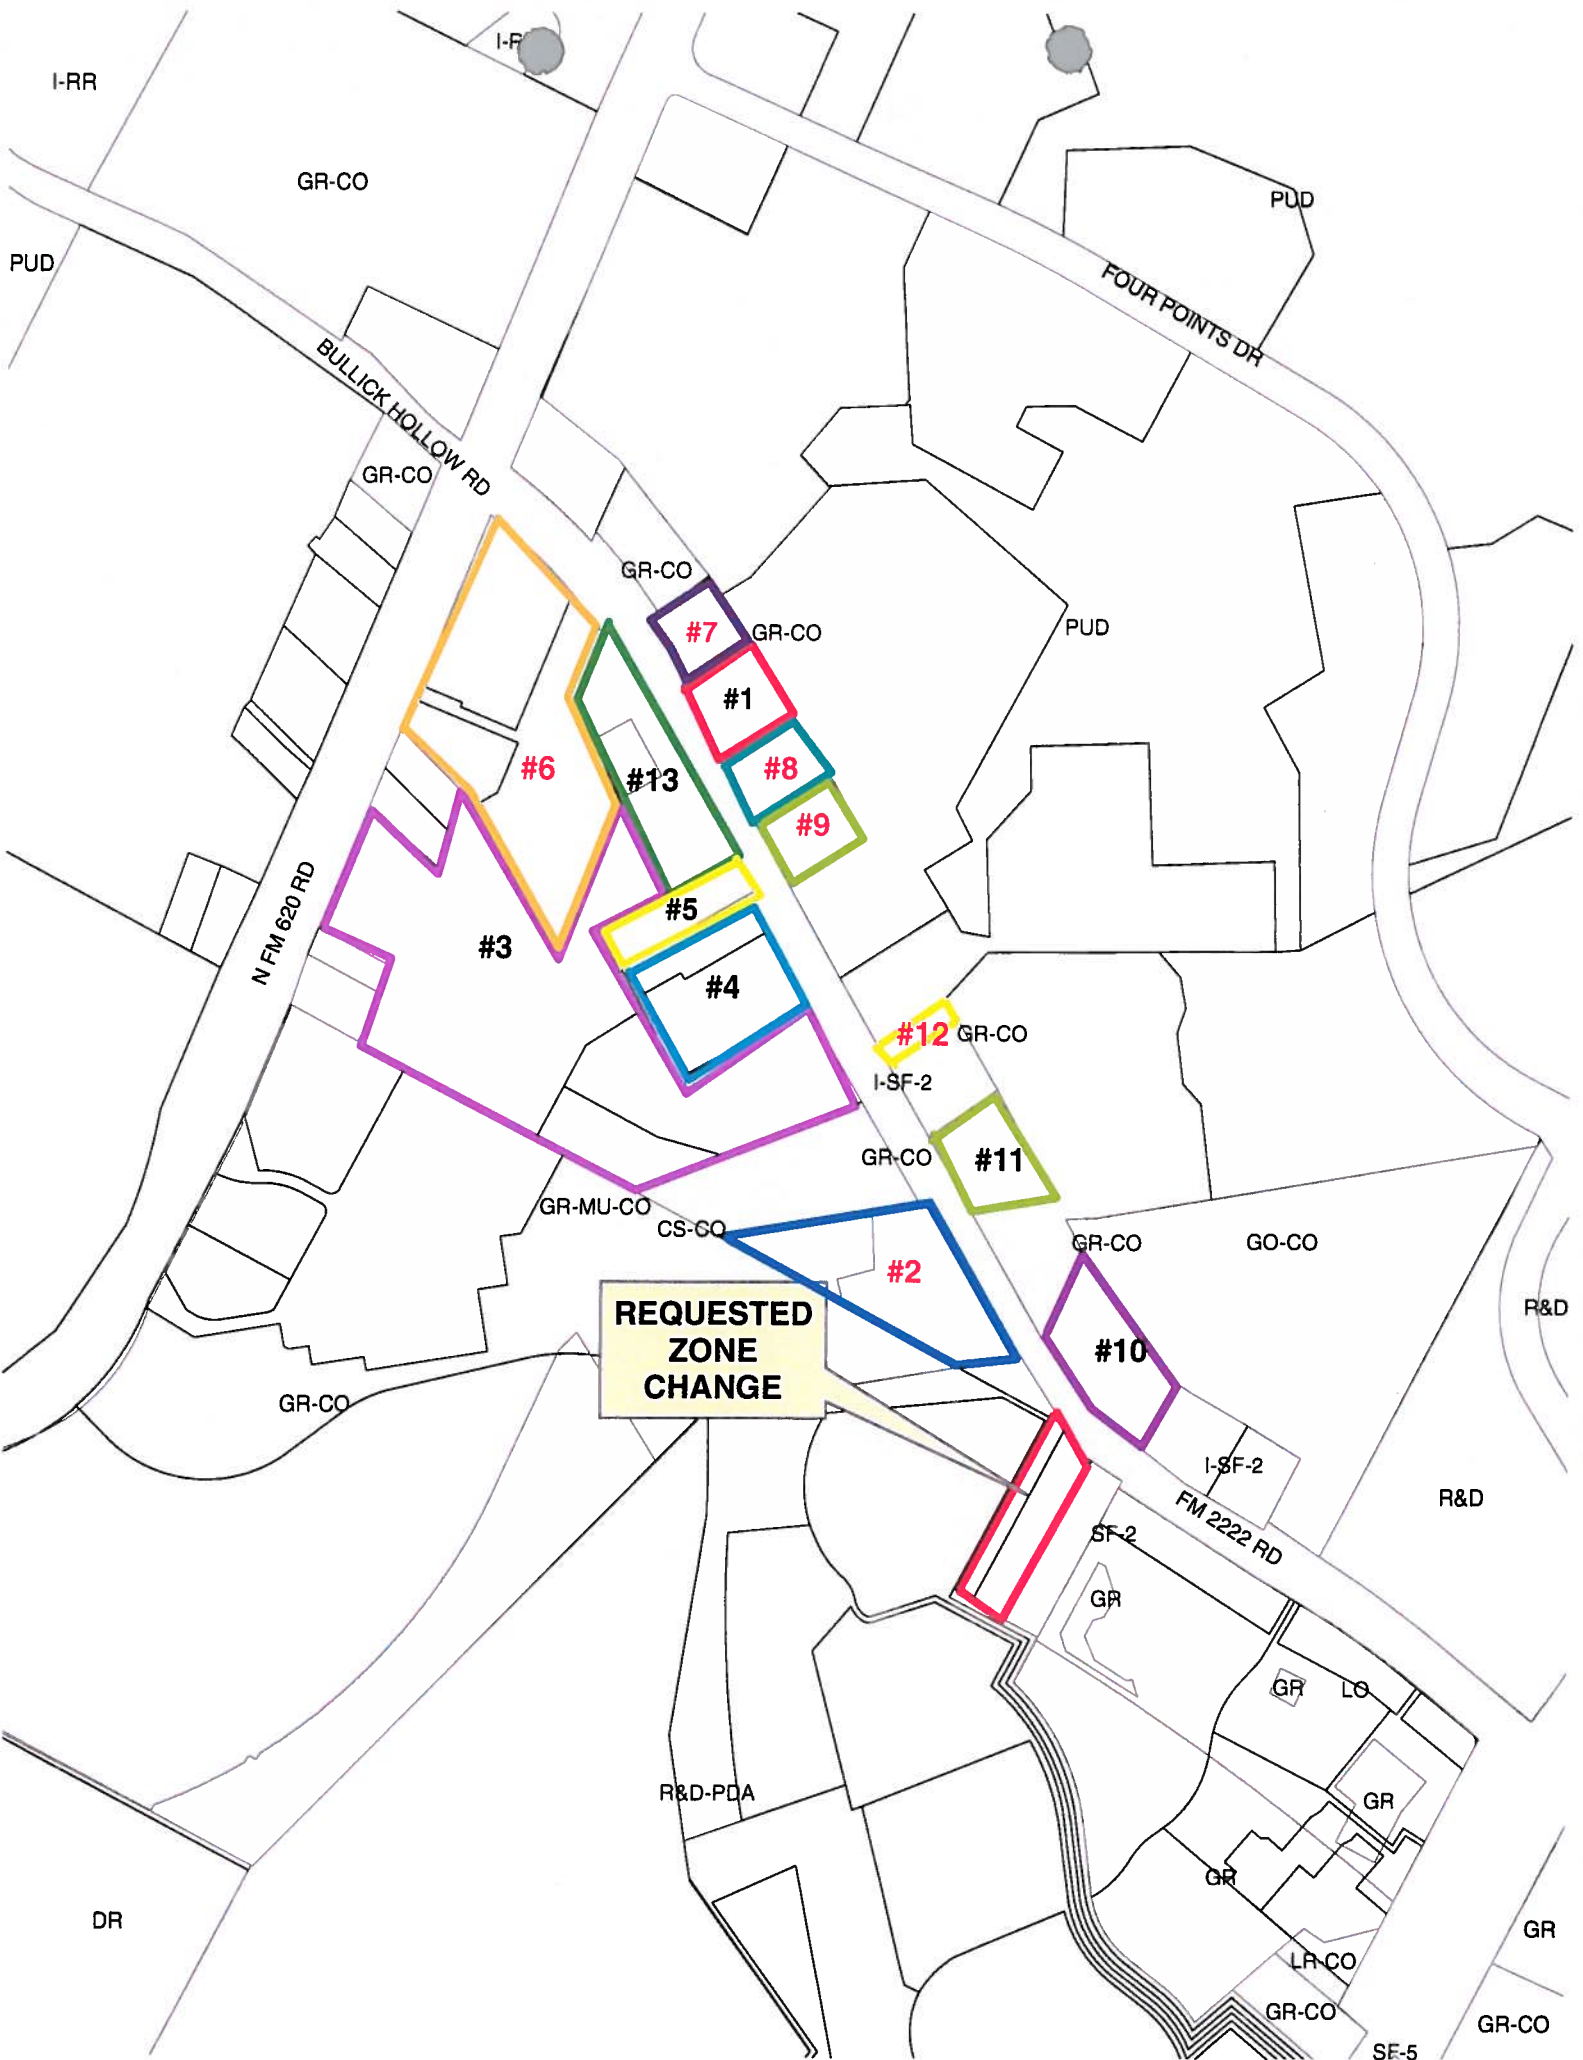 I-RR
GR-CO
PUD
PUD
FOUR POINTS DR
BULLICK HOLLOW RD
GR-CO
GR-CO
#7
GR-CO
PUD
#1
#6
#13
#8
#9
N FM 620 RD
#5
#3
#4
#12
GR-CO
I-SF-2
GR-CO
#11
GR-MU-CO
CS-CO
GR-CO
GO-CO
#2
REQUESTED
ZONE
CHANGE
R&D
#10
GR-CO
I-SF-2
R&D
FM 2222 RD
SF-2
GR
GR
LO
R&D-PDA
GR
GR
DR
GR
LR-CO
GR-CO
GR-CO